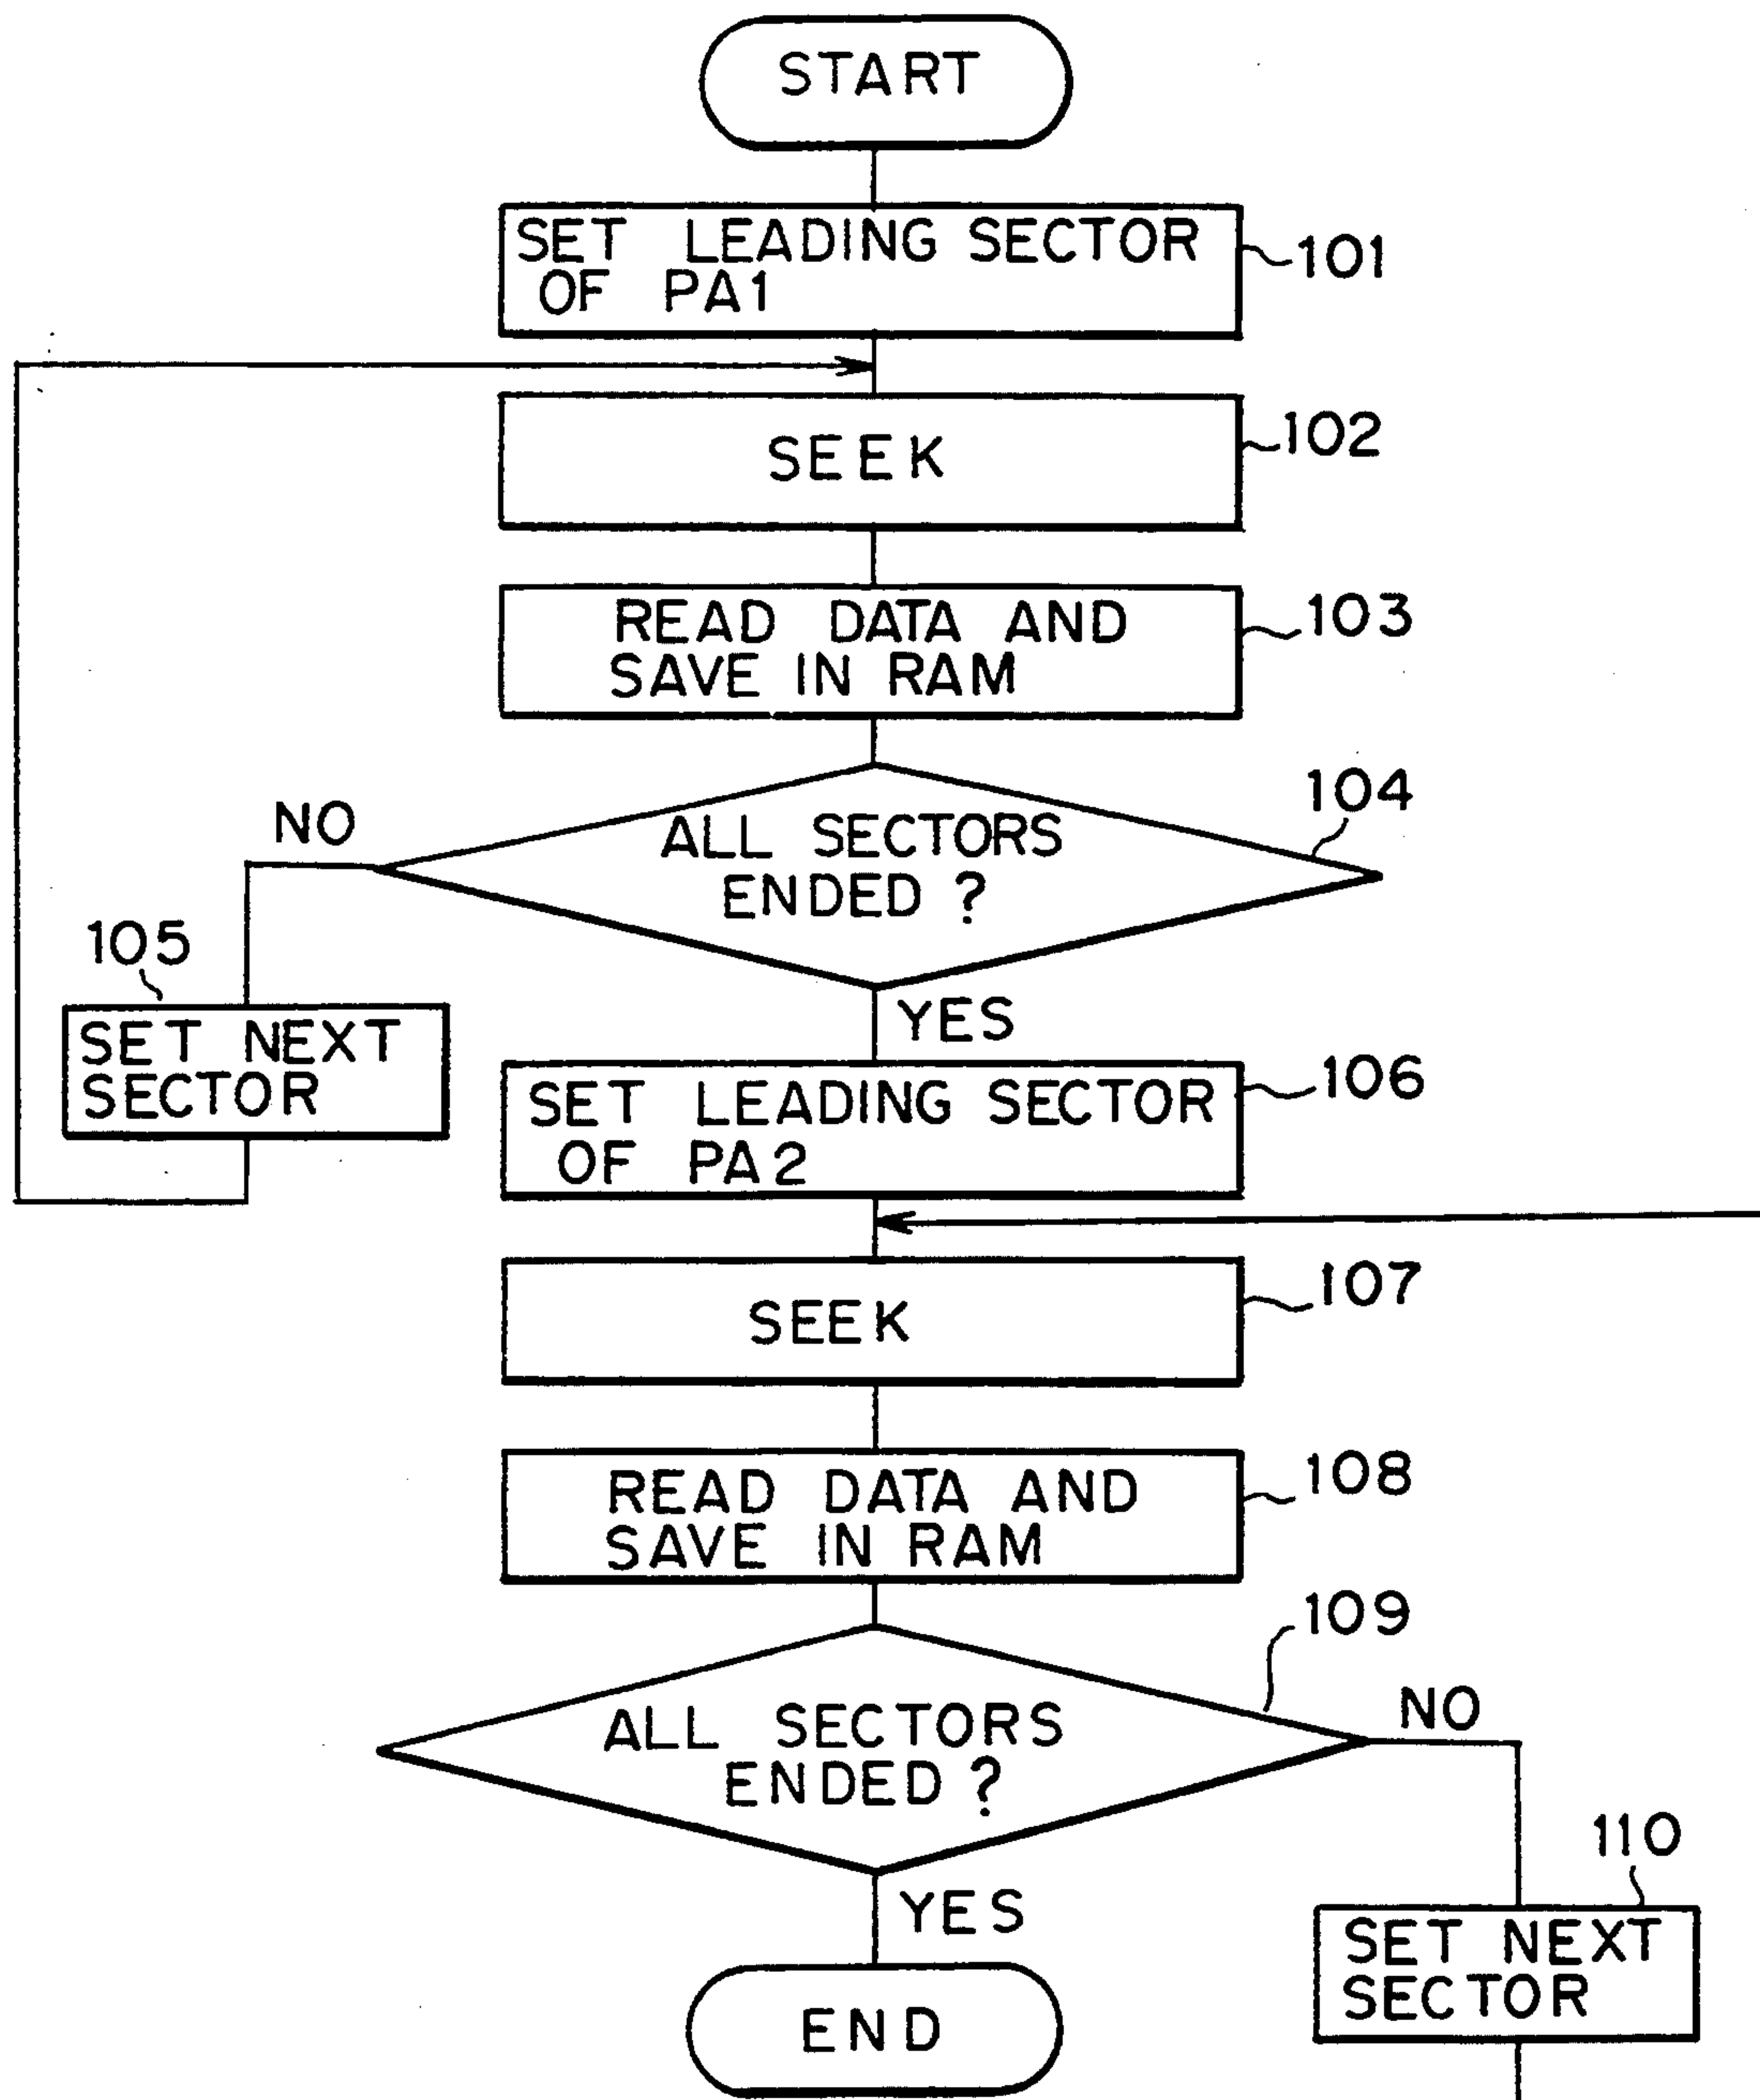 START
SET LEADING SECTOR
OF PA1
101
SEEK
102
READ DATA AND
SAVE IN RAM
103
104
NO
ALL SECTORS
ENDED ?
105
YES
SET NEXT
SECTOR
106
SET LEADING SECTOR
OF PA2
107
SEEK
108
READ DATA AND
SAVE IN RAM
109
NO
ALL SECTORS
ENDED ?
110
YES
SET NEXT
SECTOR
END